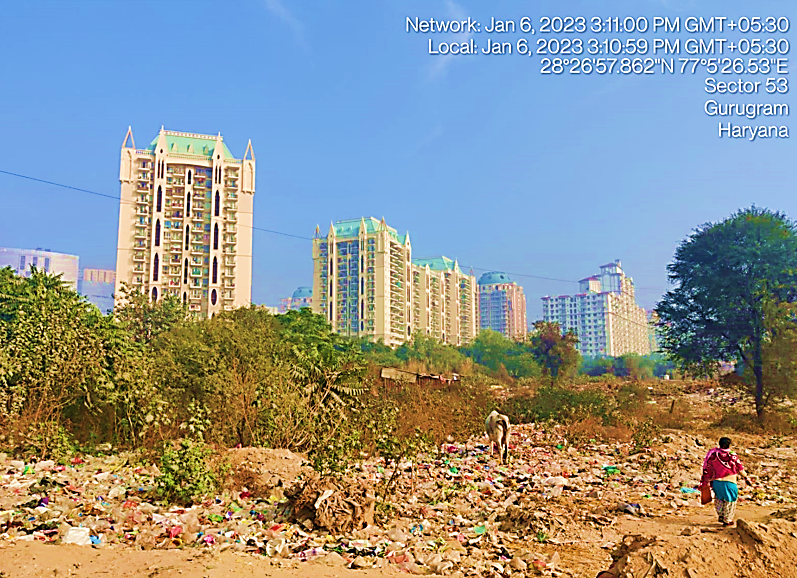 Network: Jan 6, 2023 3:11:00 PM GMT+05:30
Local: Jan 6, 2023 3:10:59 PM GMT+05:30
28°26'57.862"N 77°5'26.53"E
Sector 53
Gurugram
Haryana